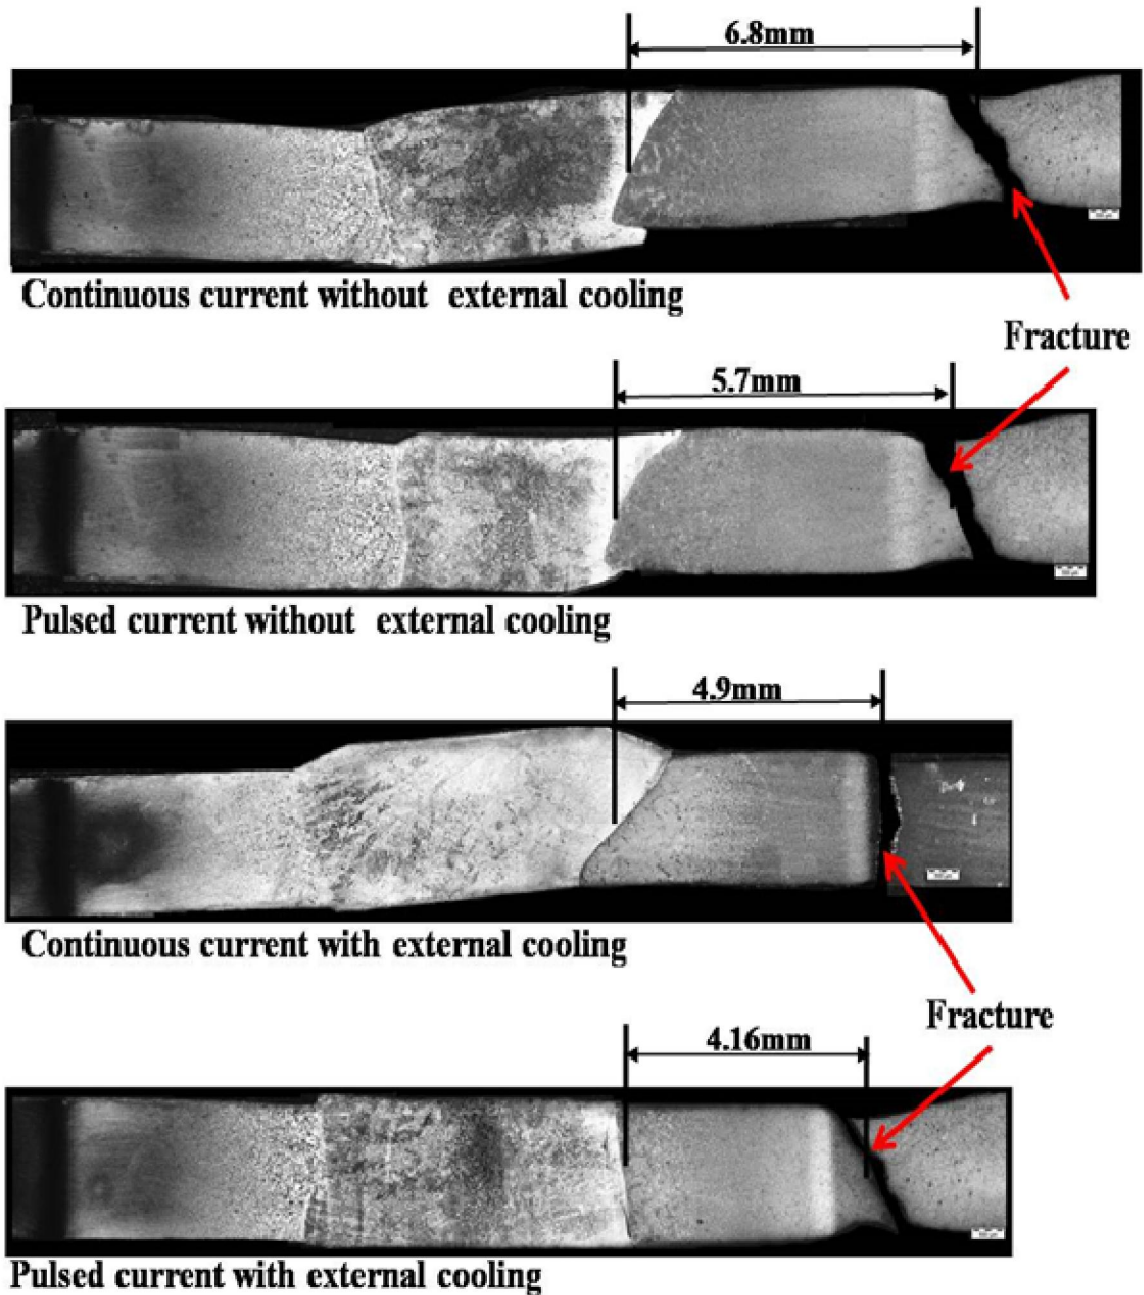 6.8mm
Continuous current without external cooling
Fracture
5.7mm
Pulsed current without external cooling
4.9mm
Continuous current with external cooling
Fracture
4.16mm
Pulsed current with external cooling